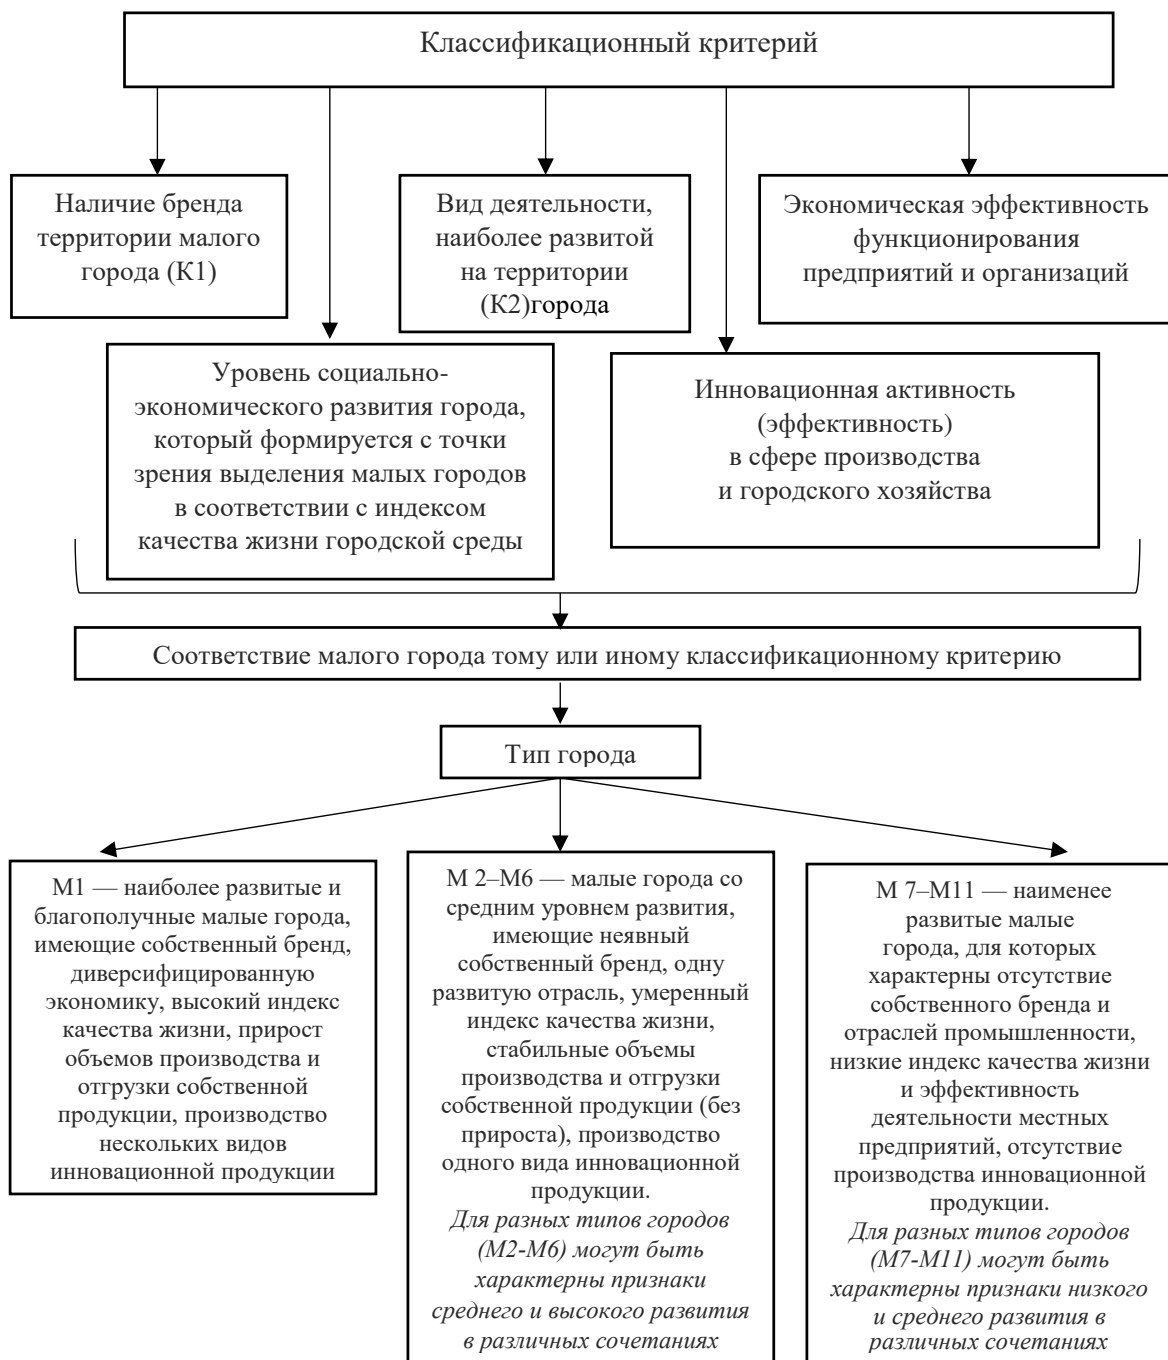 Классификационный критерий
Наличие бренда
территории малого
города (К1)
Вид деятельности,
наиболее развитой
на территории
(К2)города
Экономическая эффективность
функционирования
предприятий и организаций
Уровень социально-
экономического развития города,
который формируется с точки
зрения выделения малых городов
в соответствии с индексом
качества жизни городской среды
Инновационная активность
(эффективность)
в сфере производства
и городского хозяйства
Соответствие малого города тому или иному классификационному критерию
Тип города
М1 — наиболее развитые и
благополучные малые города,
имеющие собственный бренд,
диверсифицированную
экономику, высокий индекс
качества жизни, прирост
объемов производства и
отгрузки собственной
продукции, производство
нескольких видов
инновационной продукции
М 2–М6 — малые города со
средним уровнем развития,
имеющие неявный
собственный бренд, одну
развитую отрасль, умеренный
индекс качества жизни,
стабильные объемы
производства и отгрузки
собственной продукции (без
прироста), производство
одного вида инновационной
продукции.
Для разных типов городов
(М2-М6) могут быть
характерны признаки
среднего и высокого развития
в различных сочетаниях
М 7–М11 — наименее
развитые малые
города, для которых
характерны отсутствие
собственного бренда и
отраслей промышленности,
низкие индекс качества жизни
и эффективность
деятельности местных
предприятий, отсутствие
производства инновационной
продукции.
Для разных типов городов
(М7-М11) могут быть
характерны признаки низкого
и среднего развития в
различных сочетаниях